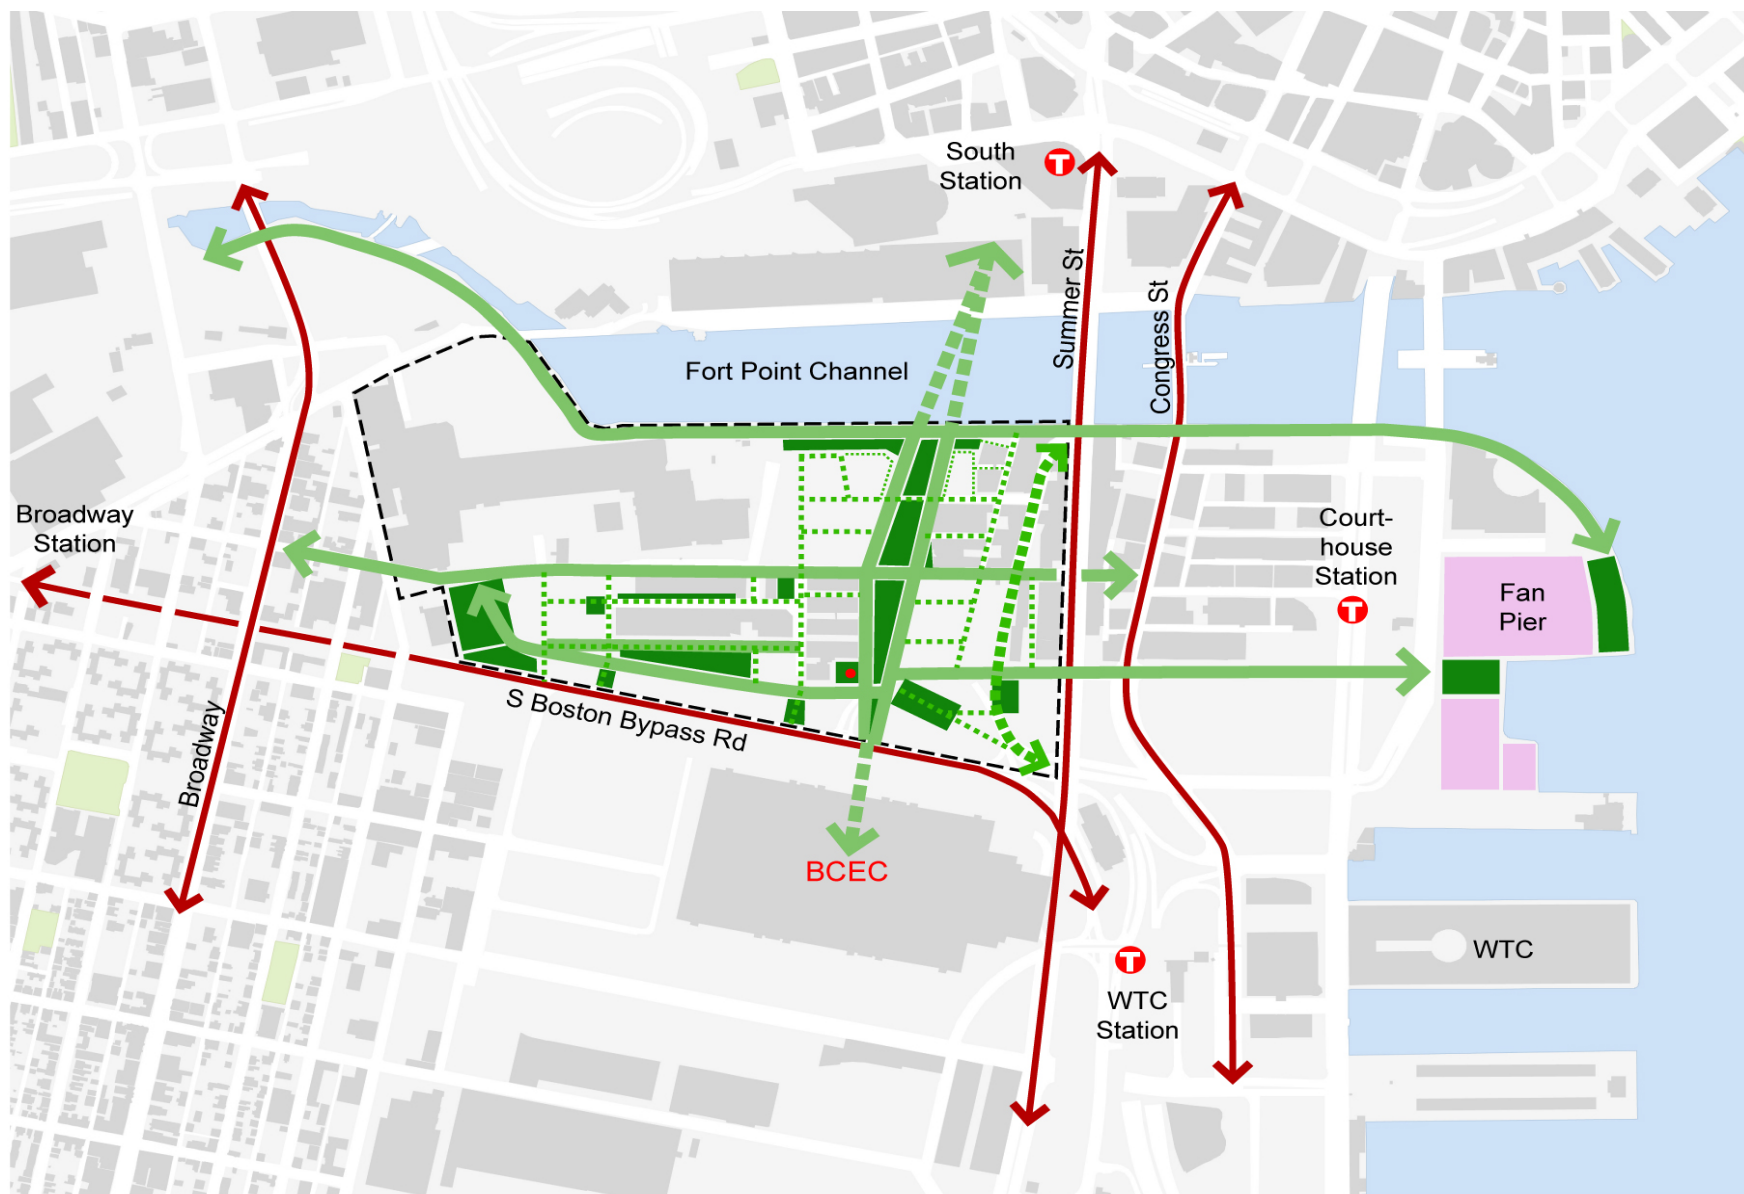 South
Station
T
Summer St
Congress St
Fort Point Channel
Broadway
Station
Court-
house
Station
T
Fan
Pier
S Boston Bypass Rd
Broadway
BCEC
WTC
T
WTC
Station